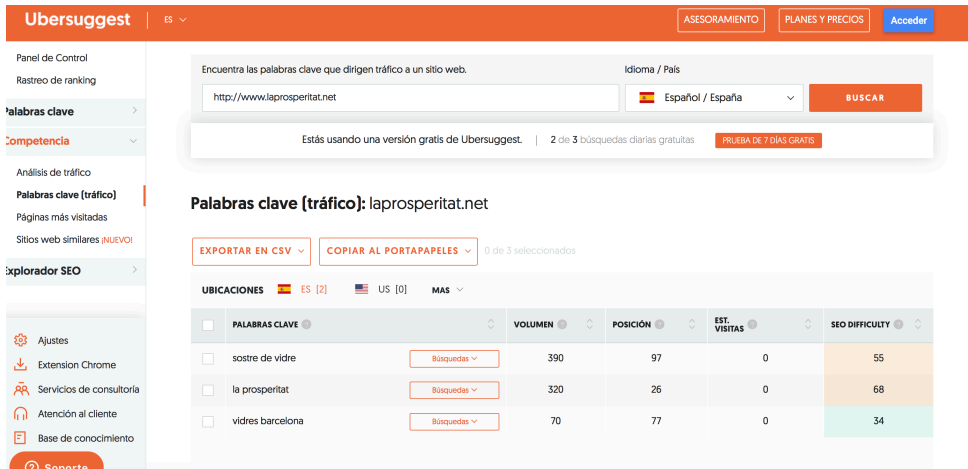 Ubersuggest
ES
ASESORAMIENTO
PLANES Y PRECIOS
Acceder
Panel de Control
Rastreo de ranking
Palabras clave
Competencia
Análisis de tráfico
Palabras clave (tráfico)
Páginas más visitadas
Sitios web similares ¡NUEVO!
Explorador SEO
Ajustes
Extension Chrome
Servicios de consultoría
Atención al cliente
Base de conocimiento
Soporte
Encuentra las palabras clave que dirigen tráfico a un sitio web.
Idioma / País
http://www.laprosperitat.net
Español / España
BUSCAR
Estás usando una versión gratis de Ubersuggest. | 2 de 3 búsquedas diarias gratuitas PRUEBA DE 7 DÍAS GRATIS
Palabras clave (tráfico): laprosperitat.net
EXPORTAR EN CSV COPIAR AL PORTAPAPELES 0 de 3 seleccionados
UBICACIONES ES [2] US [0] MAS
PALABRAS CLAVE ? VOLUMEN ? POSICIÓN ? EST. VISITAS ? SEO DIFFICULTY ?
sostre de vidre Búsquedas 390 97 0 55
la prosperitat Búsquedas 320 26 0 68
vidres barcelona Búsquedas 70 77 0 34